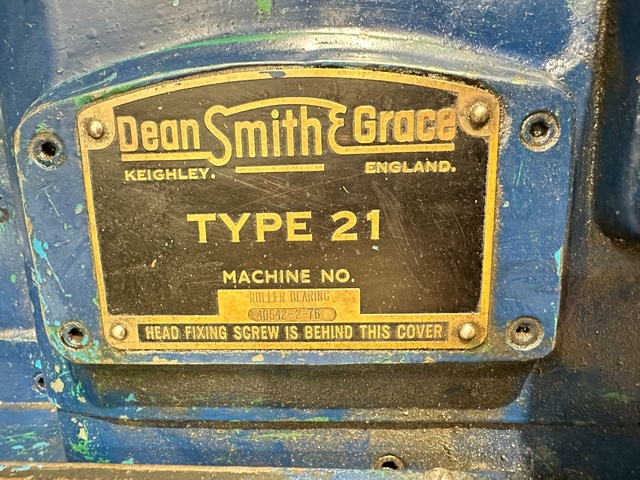 Dean Smith & Grace
KEIGHLEY. ENGLAND.
TYPE 21
MACHINE NO.
ROLLER BEARING
40542-2-76
HEAD FIXING SCREW IS BEHIND THIS COVER